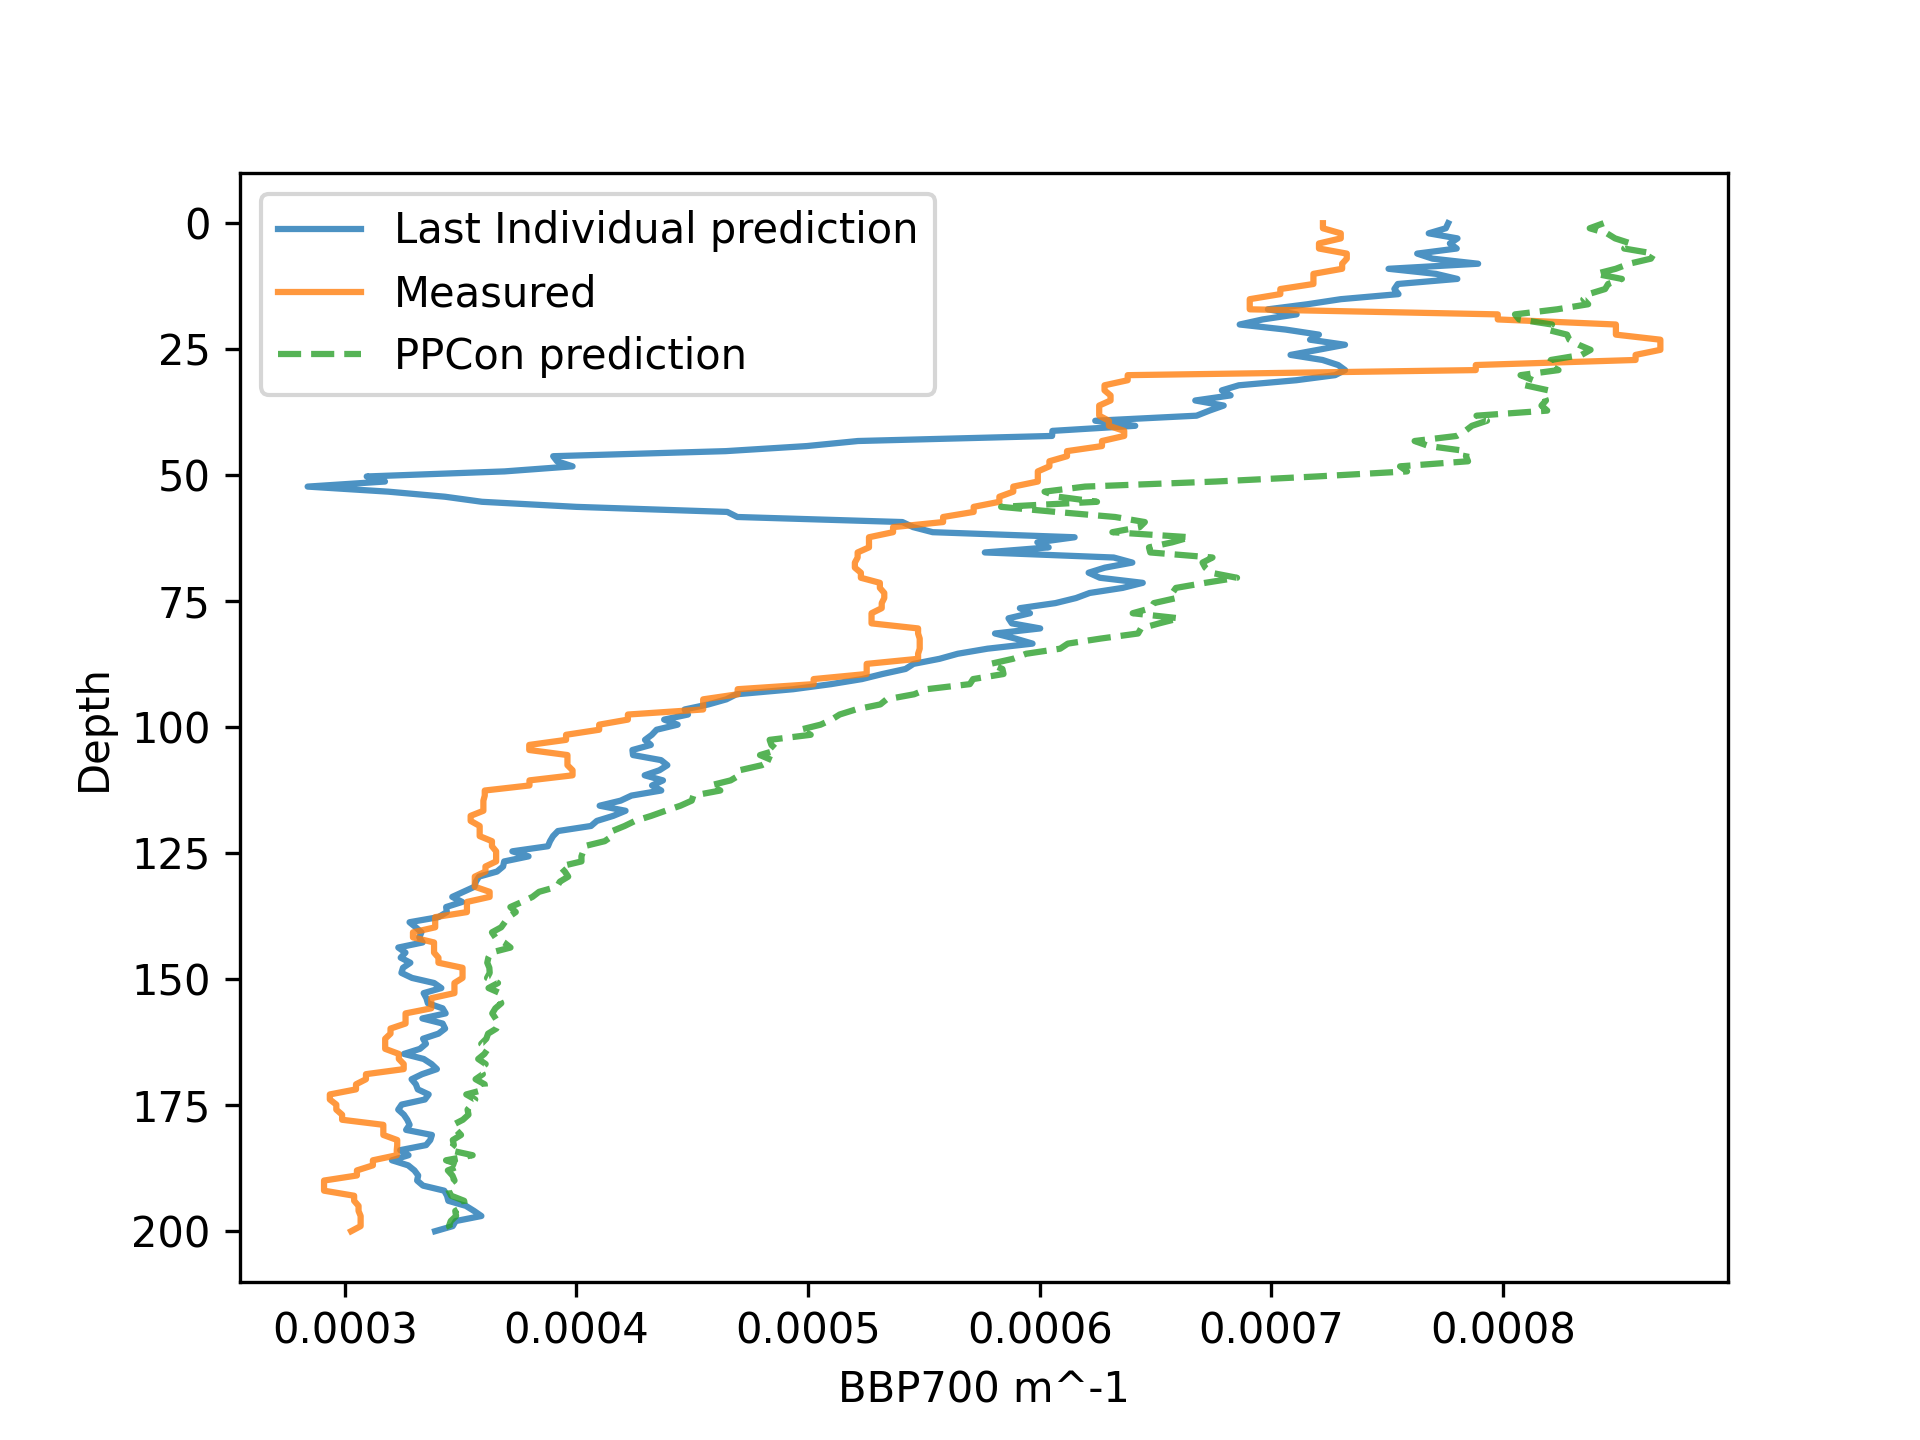 Last Individual prediction
Measured
PPCon prediction
0
25
50
75
100
125
150
175
200
Depth
0.0003 0.0004 0.0005 0.0006 0.0007 0.0008
BBP700 m^-1